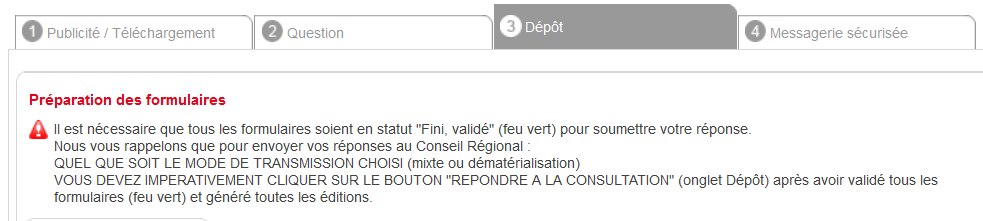 1 Publicité / Téléchargement
2 Question
3 Dépôt
4 Messagerie sécurisée
Préparation des formulaires
Il est nécessaire que tous les formulaires soient en statut "Fini, validé" (feu vert) pour soumettre votre réponse.
Nous vous rappelons que pour envoyer vos réponses au Conseil Régional :
QUEL QUE SOIT LE MODE DE TRANSMISSION CHOISI (mixte ou dématérialisation)
VOUS DEVEZ IMPERATIVEMENT CLIQUER SUR LE BOUTON "REPONDRE A LA CONSULTATION" (onglet Dépôt) après avoir validé tous les
formulaires (feu vert) et généré toutes les éditions.